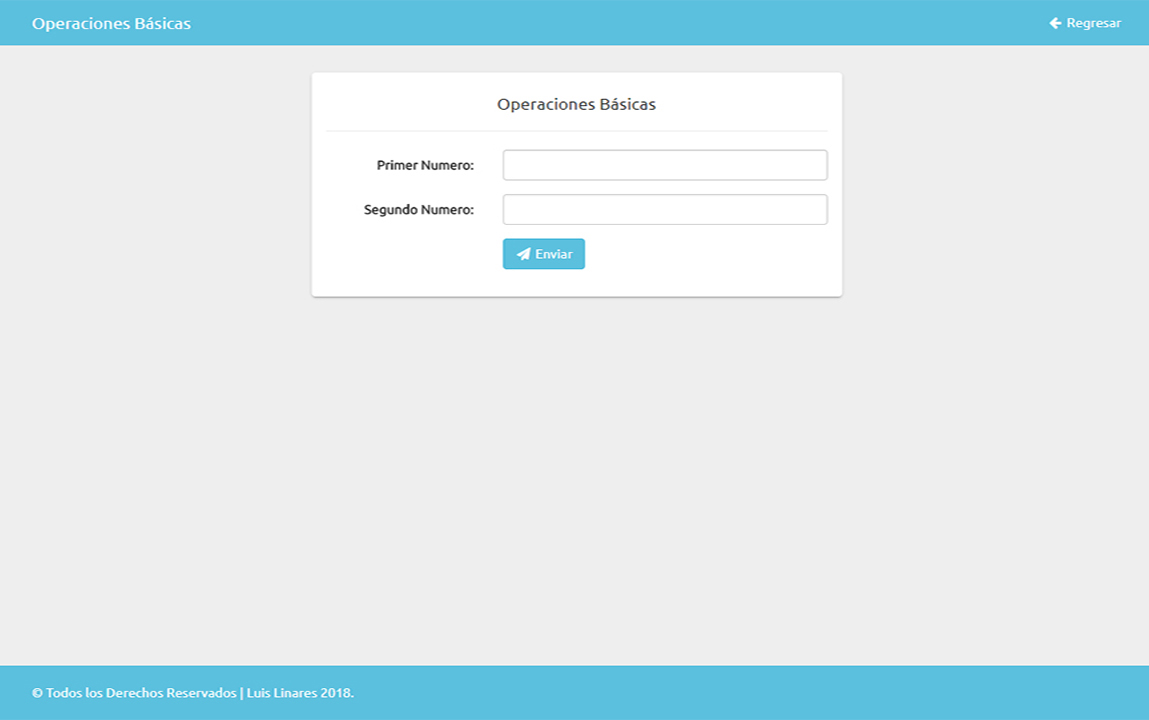 Operaciones Básicas
Regresar
Operaciones Básicas
Primer Numero:
Segundo Numero:
Enviar
© Todos los Derechos Reservados | Luis Linares 2018.